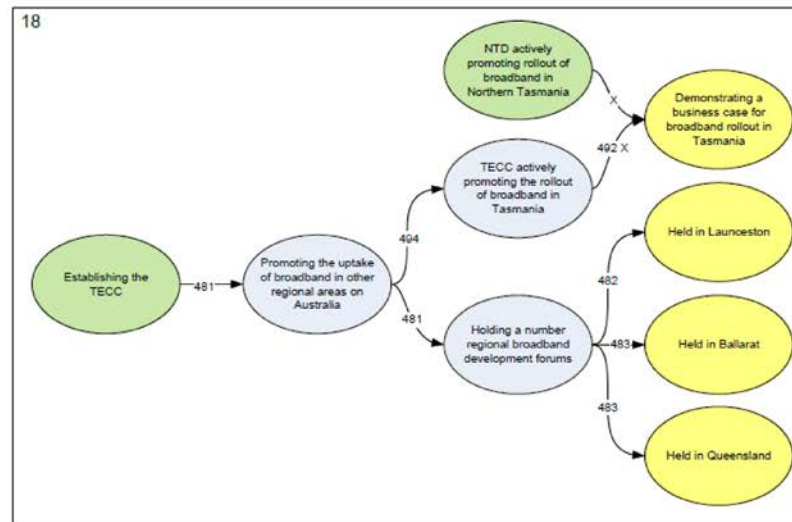 18
NTD actively
promoting rollout of
broadband in
Northern Tasmania
X
Demonstrating a
business case for
broadband rollout in
Tasmania
492 X
TECC actively
promoting the rollout
of broadband in
Tasmania
494
Held in Launceston
Establishing the
TECC
481
Promoting the uptake
of broadband in other
regional areas on
Australia
482
481
Holding a number
regional broadband
development forums
483
Held in Ballarat
483
Held in Queensland